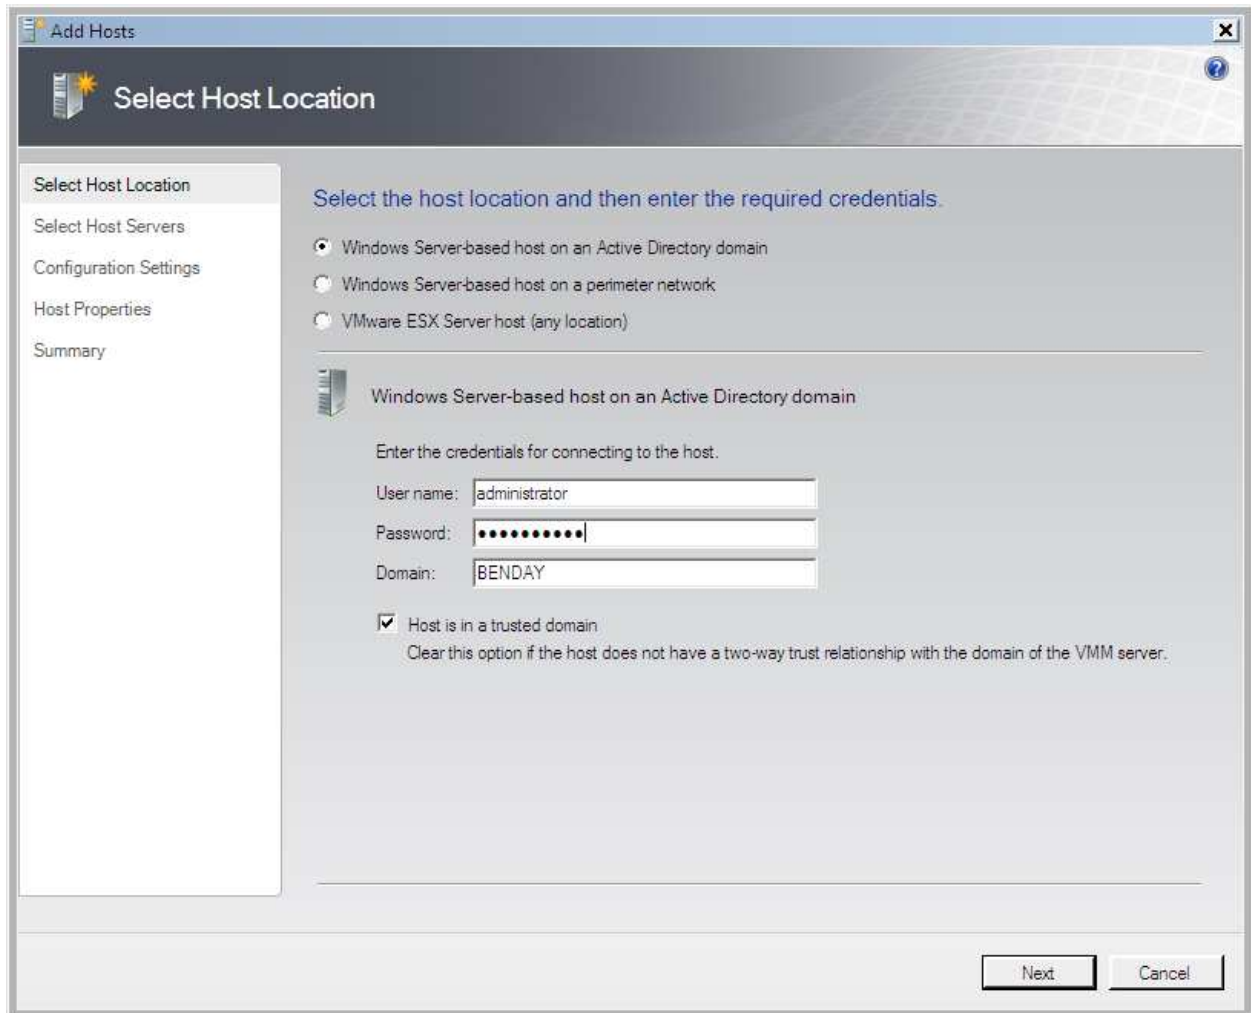 Add Hosts
Select Host Location
Select Host Location
Select Host Servers
Configuration Settings
Host Properties
Summary
Select the host location and then enter the required credentials.
Windows Server-based host on an Active Directory domain
Windows Server-based host on a perimeter network
VMware ESX Server host (any location)
Windows Server-based host on an Active Directory domain
Enter the credentials for connecting to the host.
User name: administrator
Password: ••••••••••
Domain: BENDAY
Host is in a trusted domain
Clear this option if the host does not have a two-way trust relationship with the domain of the VMM server.
Next Cancel